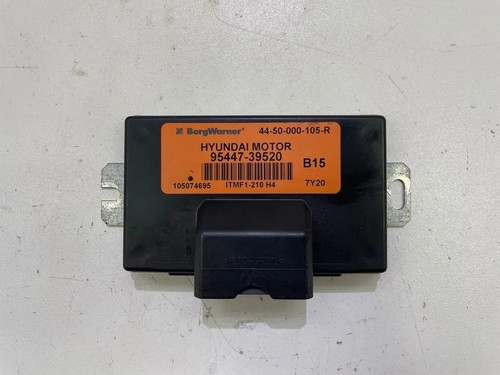 BorgWarner 44-50-000-105-R
HYUNDAI MOTOR
95447-39520
B15
105074695 ITMF1-210 H4 7Y20